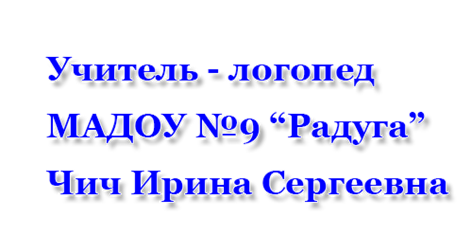 Учитель - логопед
МАДОУ №9 “Радуга”
Чич Ирина Сергеевна